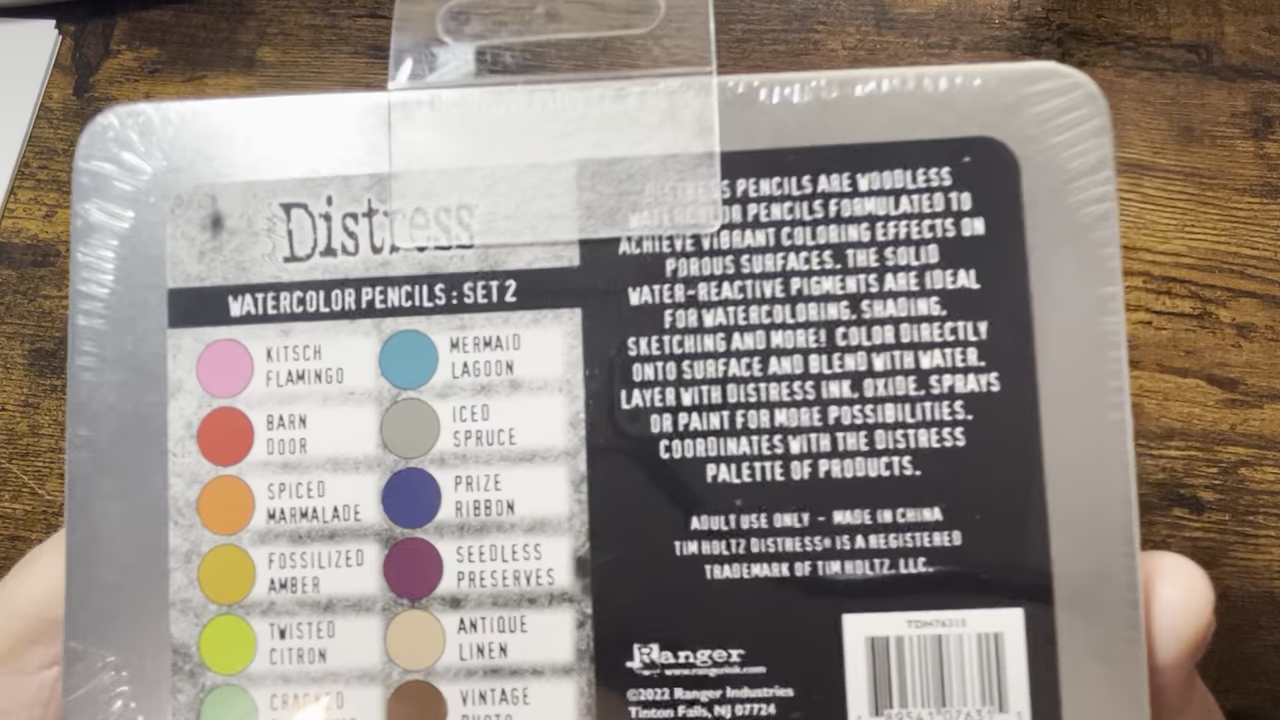 Distress
WATERCOLOR PENCILS : SET 2
KITSCH
FLAMINGO
BARN
DOOR
SPICED
MARMALADE
FOSSILIZED
AMBER
TWISTED
CITRON
MERMAID
LAGOON
ICED
SPRUCE
PRIZE
RIBBON
SEEDLESS
PRESERVES
ANTIQUE
LINEN
VINTAGE
DISTRESS PENCILS ARE WOODLESS
WATERCOLOR PENCILS FORMULATED TO
ACHIEVE VIBRANT COLORING EFFECTS ON
POROUS SURFACES. THE SOLID
WATER-REACTIVE PIGMENTS ARE IDEAL
FOR WATERCOLORING, SHADING,
SKETCHING AND MORE! COLOR DIRECTLY
ONTO SURFACE AND BLEND WITH WATER.
LAYER WITH DISTRESS INK, OXIDE, SPRAYS
OR PAINT FOR MORE POSSIBILITIES.
COORDINATES WITH THE DISTRESS
PALETTE OF PRODUCTS.
ADULT USE ONLY - MADE IN CHINA
TIM HOLTZ DISTRESS® IS A REGISTERED
TRADEMARK OF TIM HOLTZ, LLC.
Ranger
www.rangerink.com
©2022 Ranger Industries
Tinton Falls, NJ 07724